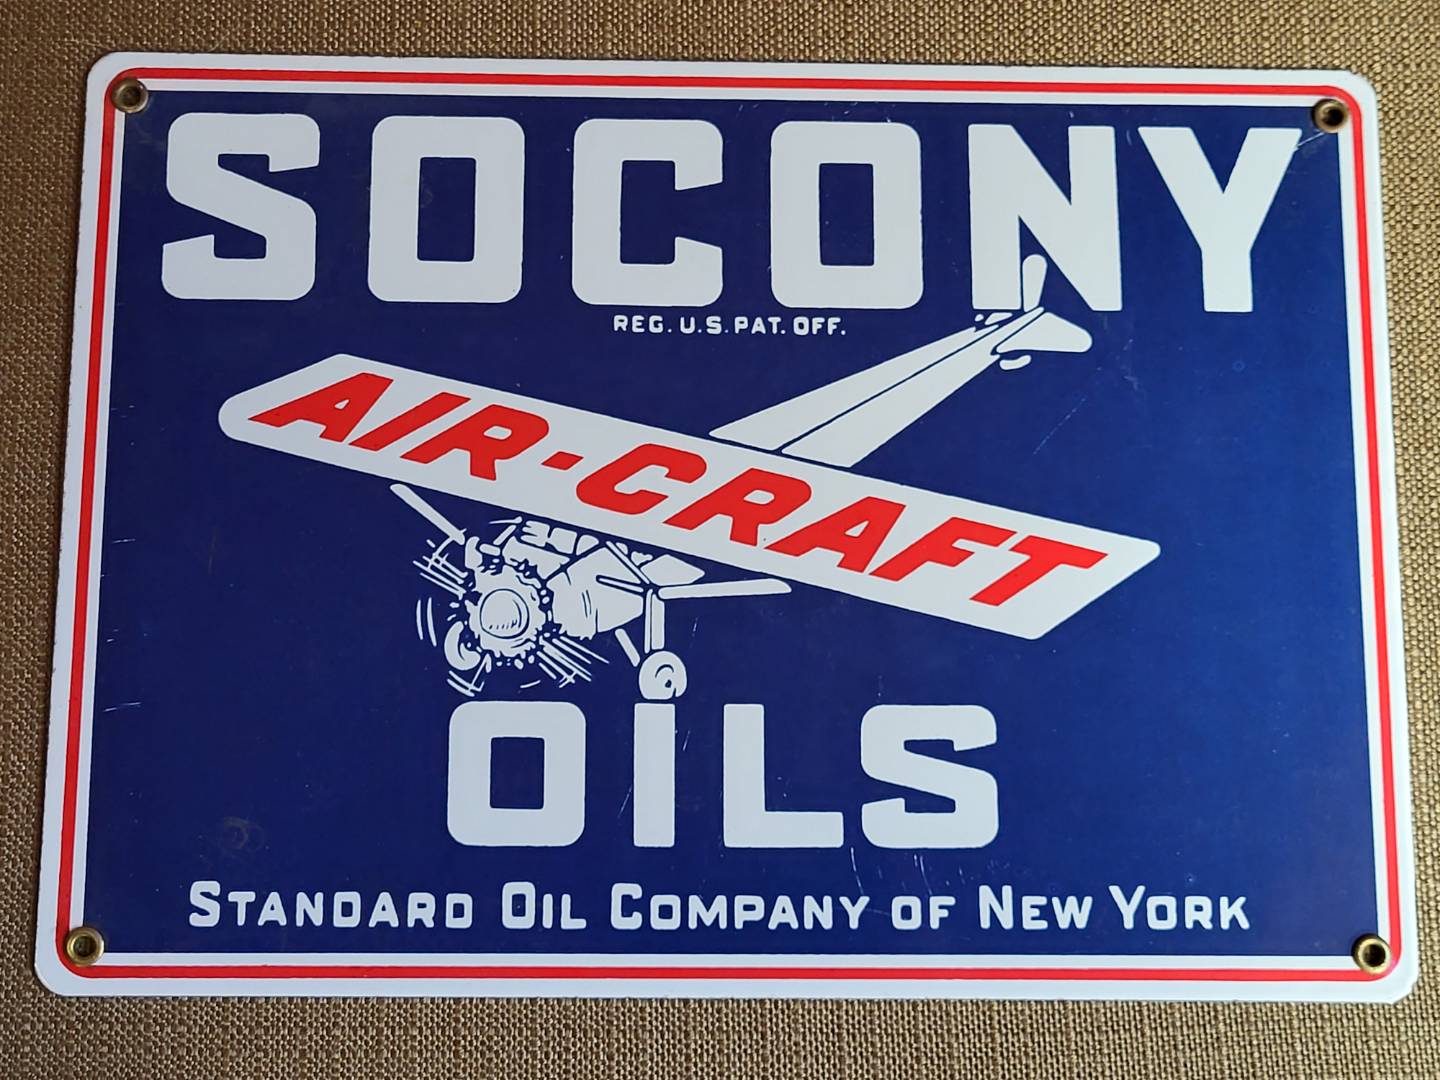 SOCONY
REG. U.S. PAT. OFF.
AIR-CRAFT
OILS
STANDARD OIL COMPANY OF NEW YORK